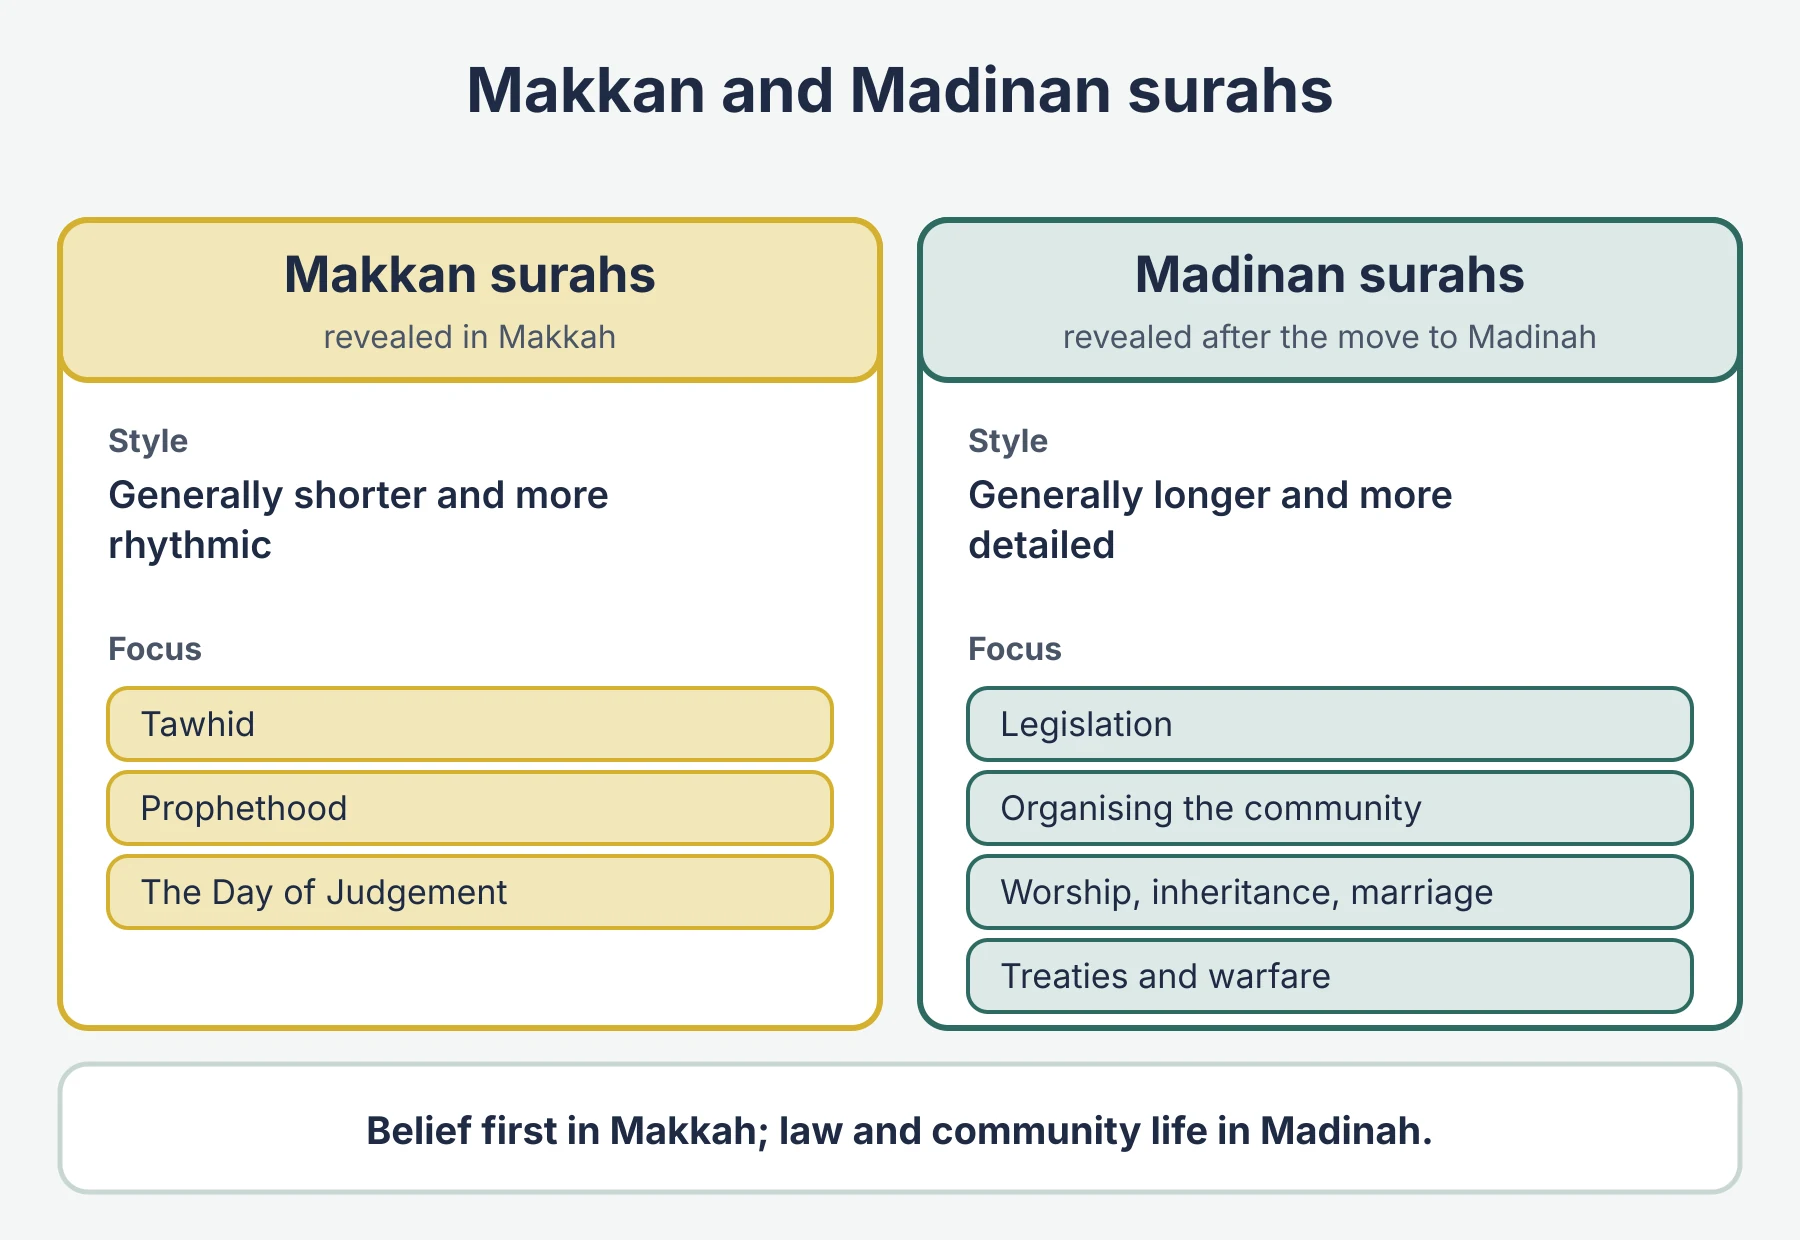 Makkan and Madinan surahs
Makkan surahs
revealed in Makkah
Style
Generally shorter and more
rhythmic
Focus
Tawhid
Prophethood
The Day of Judgement
Madinan surahs
revealed after the move to Madinah
Style
Generally longer and more
detailed
Focus
Legislation
Organising the community
Worship, inheritance, marriage
Treaties and warfare
Belief first in Makkah; law and community life in Madinah.